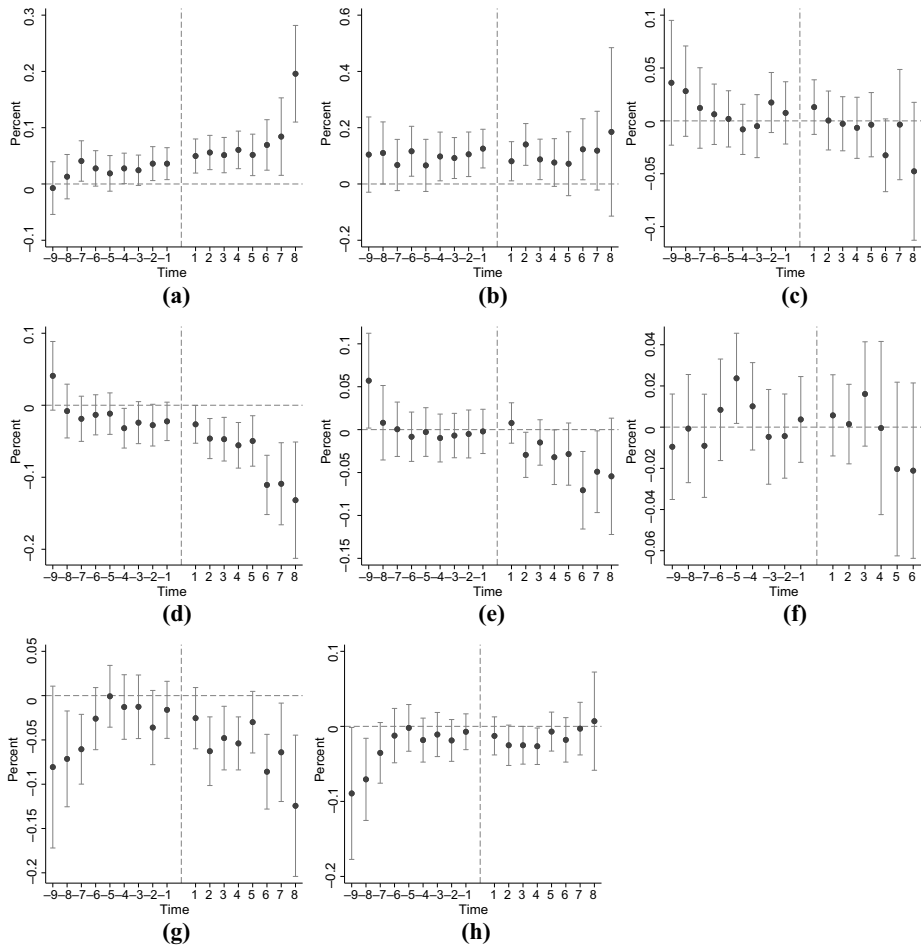 0.3
0.2
0.1
0
−0.1
Percent
−9 −8 −7 −6 −5 −4 −3 −2 −1 1 2 3 4 5 6 7 8
Time
(a)
0.6
0.4
0.2
0
−0.2
Percent
−9 −8 −7 −6 −5 −4 −3 −2 −1 1 2 3 4 5 6 7 8
Time
(b)
0.1
0.05
0
−0.05
−0.1
Percent
−9 −8 −7 −6 −5 −4 −3 −2 −1 1 2 3 4 5 6 7 8
Time
(c)
0.1
0
−0.1
−0.2
Percent
−9 −8 −7 −6 −5 −4 −3 −2 −1 1 2 3 4 5 6 7 8
Time
(d)
0.1
0.05
0
−0.05
−0.1
−0.15
Percent
−9 −8 −7 −6 −5 −4 −3 −2 −1 1 2 3 4 5 6 7 8
Time
(e)
0.04
0.02
0
−0.02
−0.04
−0.06
Percent
−9 −8 −7 −6 −5 −4 −3 −2 −1 1 2 3 4 5 6
Time
(f)
0.05
0
−0.05
−0.1
−0.15
−0.2
Percent
−9 −8 −7 −6 −5 −4 −3 −2 −1 1 2 3 4 5 6 7 8
Time
(g)
0.1
0
−0.1
−0.2
Percent
−9 −8 −7 −6 −5 −4 −3 −2 −1 1 2 3 4 5 6 7 8
Time
(h)